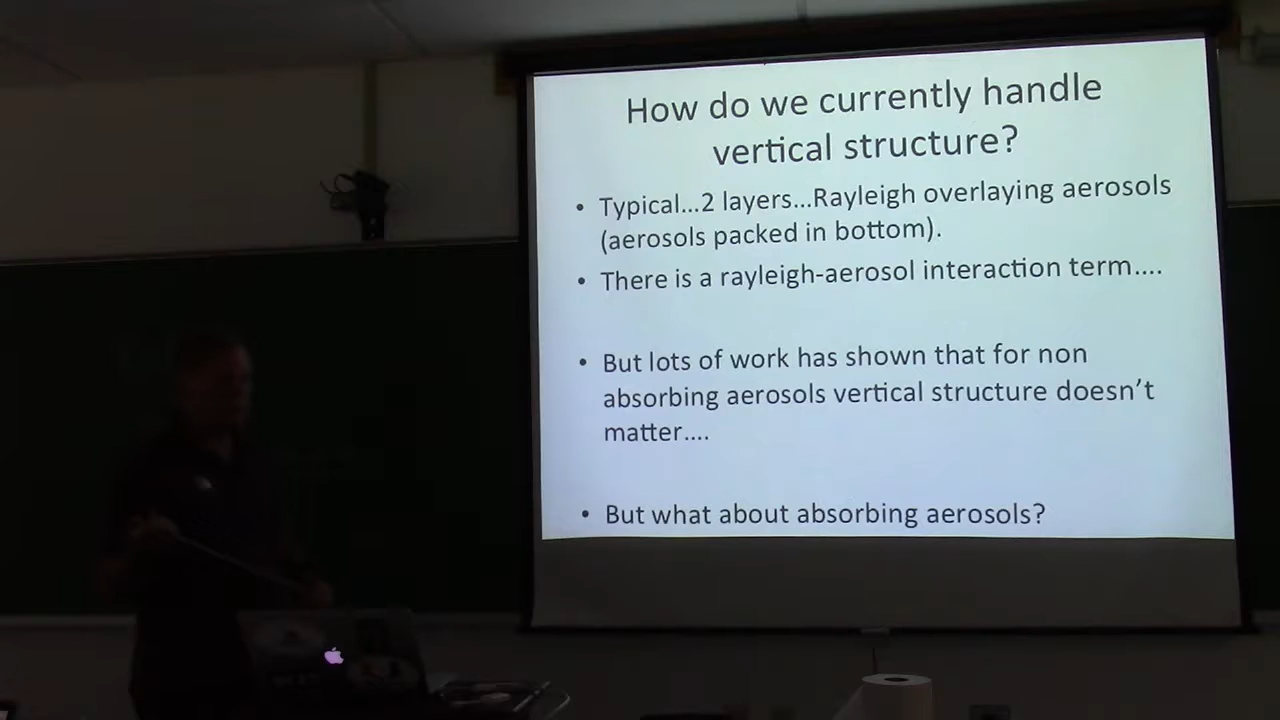 How do we currently handle
vertical structure?
• Typical...2 layers...Rayleigh overlaying aerosols
(aerosols packed in bottom).
• There is a rayleigh-aerosol interaction term....
• But lots of work has shown that for non
absorbing aerosols vertical structure doesn't
matter....
• But what about absorbing aerosols?